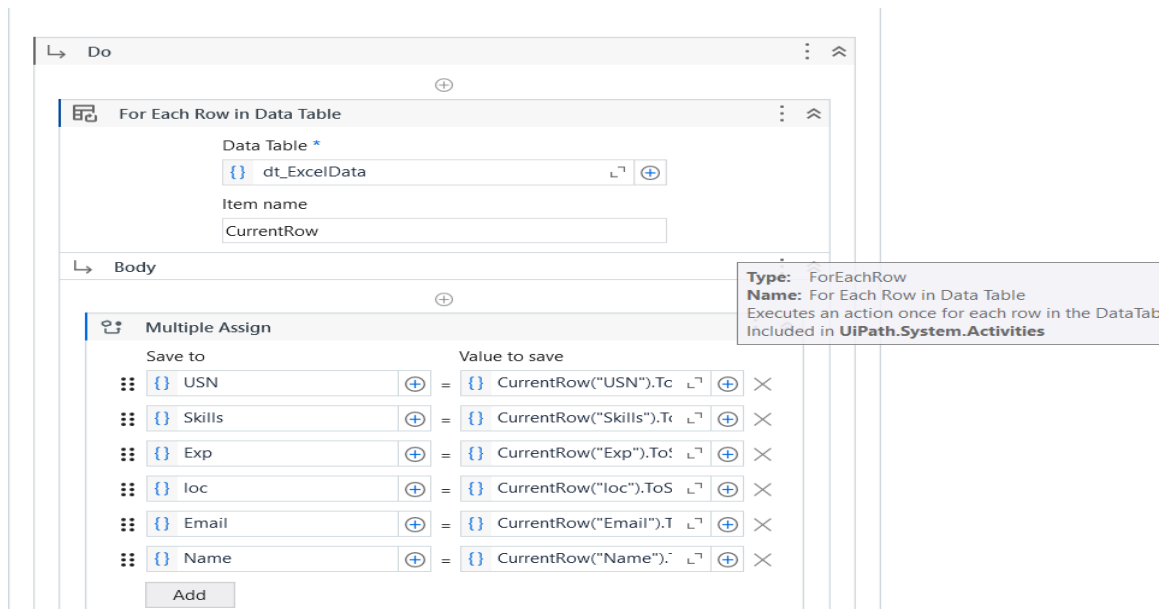 Do
For Each Row in Data Table
Data Table *
{} dt_ExcelData
Item name
CurrentRow
Body
Type: ForEachRow
Name: For Each Row in Data Table
Executes an action once for each row in the DataTab
Included in UiPath.System.Activities
Multiple Assign
Save to Value to save
{} USN = {} CurrentRow("USN").To
{} Skills = {} CurrentRow("Skills").To
{} Exp = {} CurrentRow("Exp").ToS
{} loc = {} CurrentRow("loc").ToS
{} Email = {} CurrentRow("Email").T
{} Name = {} CurrentRow("Name").T
Add